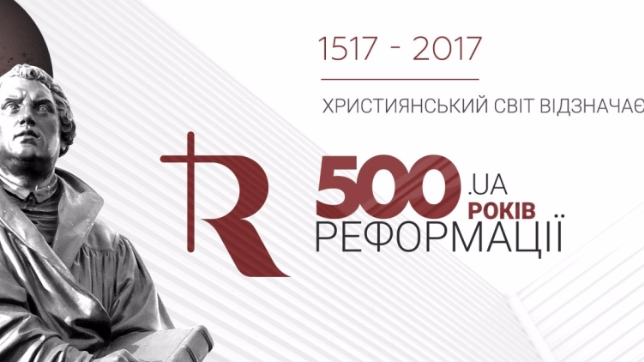 1517 - 2017
ХРИСТИЯНСЬКИЙ СВІТ ВІДЗНАЧАЄ
R 500.UA
РОКІВ
РЕФОРМАЦІЇ